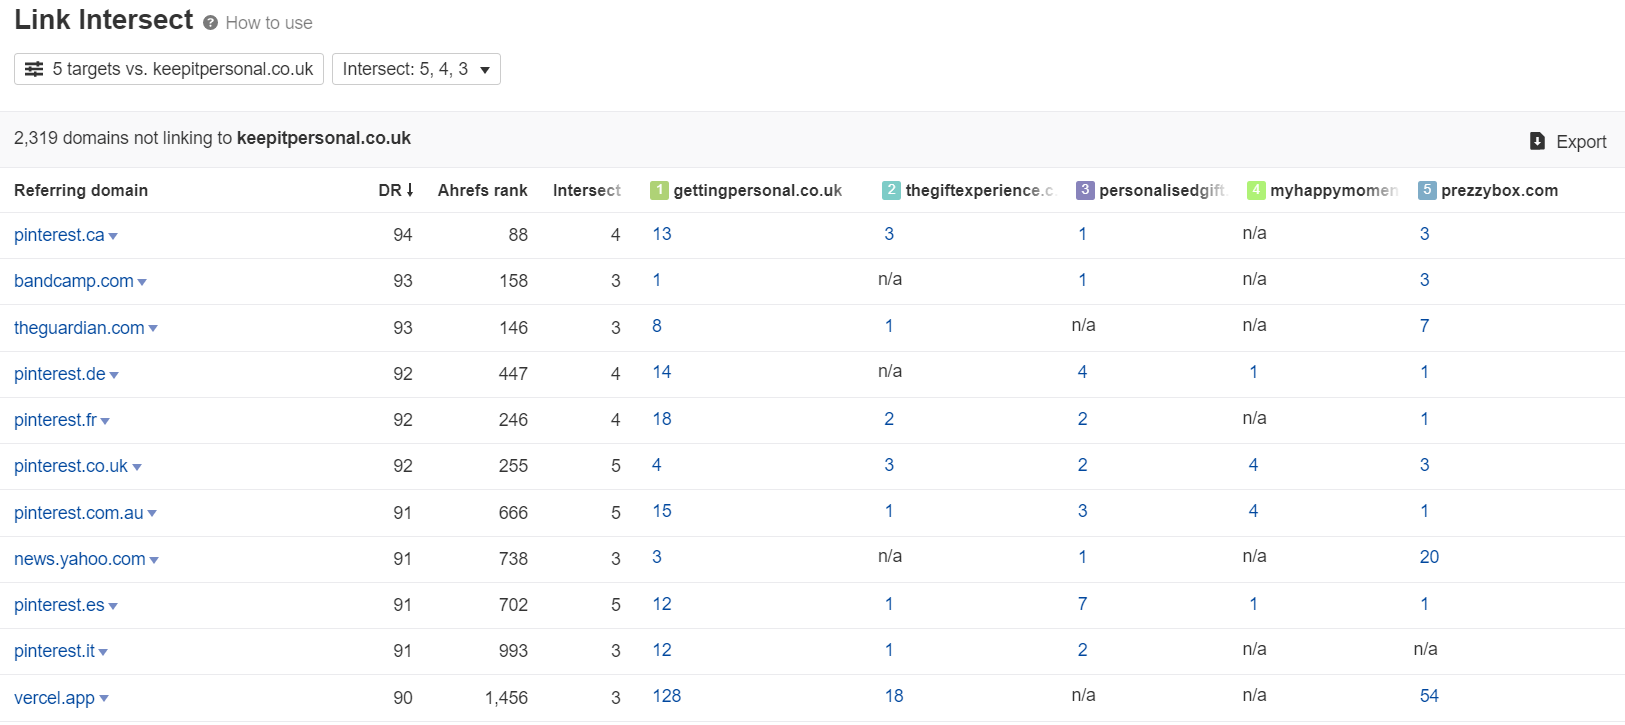 Link Intersect ? How to use
5 targets vs. keepitpersonal.co.uk Intersect: 5, 4, 3
2,319 domains not linking to keepitpersonal.co.uk Export
Referring domain DR Ahrefs rank Intersect 1 gettingpersonal.co.uk 2 thegiftexperience.c 3 personalisedgift 4 myhappymomen 5 prezzybox.com
pinterest.ca 94 88 4 13 3 1 n/a 3
bandcamp.com 93 158 3 1 n/a 1 n/a 3
theguardian.com 93 146 3 8 1 n/a n/a 7
pinterest.de 92 447 4 14 n/a 4 1 1
pinterest.fr 92 246 4 18 2 2 n/a 1
pinterest.co.uk 92 255 5 4 3 2 4 3
pinterest.com.au 91 666 5 15 1 3 4 1
news.yahoo.com 91 738 3 3 n/a 1 n/a 20
pinterest.es 91 702 5 12 1 7 1 1
pinterest.it 91 993 3 12 1 2 n/a n/a
vercel.app 90 1,456 3 128 18 n/a n/a 54